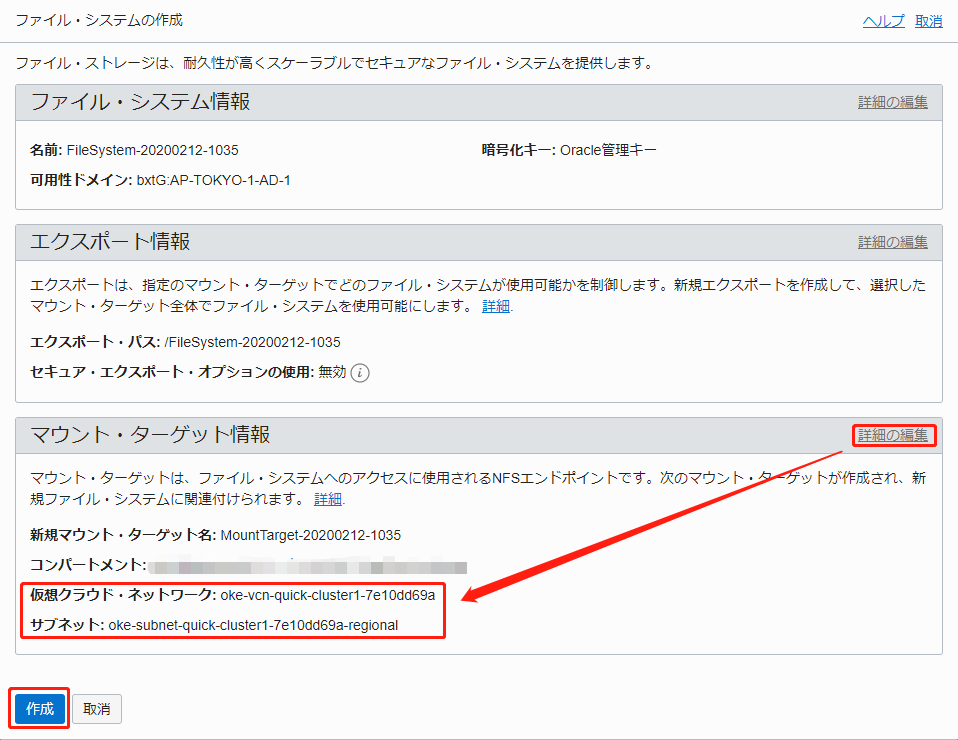 ファイル・システムの作成
ヘルプ 取消
ファイル・ストレージは、耐久性が高くスケーラブルでセキュアなファイル・システムを提供します。
ファイル・システム情報
詳細の編集
名前: FileSystem-20200212-1035
暗号化キー: Oracle管理キー
可用性ドメイン: bxtG:AP-TOKYO-1-AD-1
エクスポート情報
詳細の編集
エクスポートは、指定のマウント・ターゲットでどのファイル・システムが使用可能かを制御します。新規エクスポートを作成して、選択した
マウント・ターゲット全体でファイル・システムを使用可能にします。 詳細.
エクスポート・パス: /FileSystem-20200212-1035
セキュア・エクスポート・オプションの使用: 無効 i
マウント・ターゲット情報
詳細の編集
マウント・ターゲットは、ファイル・システムへのアクセスに使用されるNFSエンドポイントです。次のマウント・ターゲットが作成され、新
規ファイル・システムに関連付けられます。 詳細.
新規マウント・ターゲット名: MountTarget-20200212-1035
コンパートメント:
仮想クラウド・ネットワーク: oke-vcn-quick-cluster1-7e10dd69a
サブネット: oke-subnet-quick-cluster1-7e10dd69a-regional
作成 取消